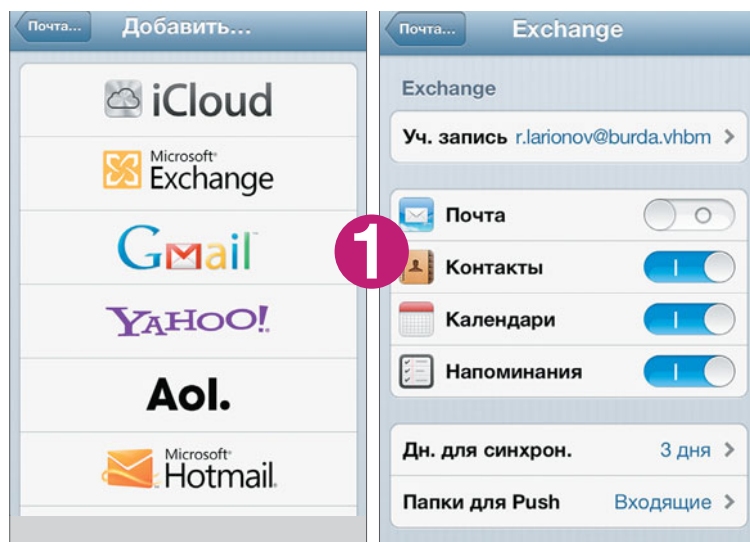 Почта...
Добавить...
iCloud
Microsoft®
Exchange
Gmail™
YAHOO!
Aol.
Microsoft®
Hotmail®
1
Почта...
Exchange
Exchange
Уч. запись r.larionov@burda.vhbm
Почта
Контакты
Календари
Напоминания
Дн. для синхрон. 3 дня
Папки для Push Входящие